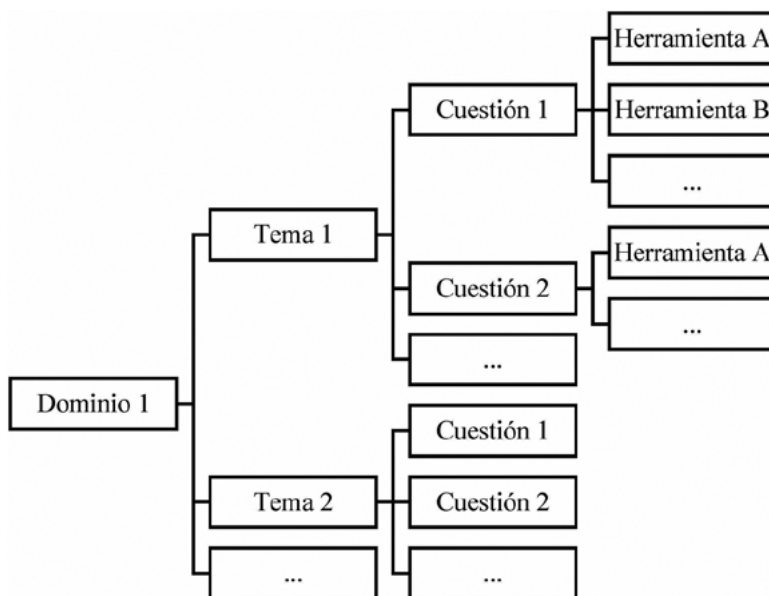 Herramienta A
Cuestión 1
Herramienta B
...
Tema 1
Herramienta A
Cuestión 2
...
...
Dominio 1
Cuestión 1
Tema 2
Cuestión 2
...
...